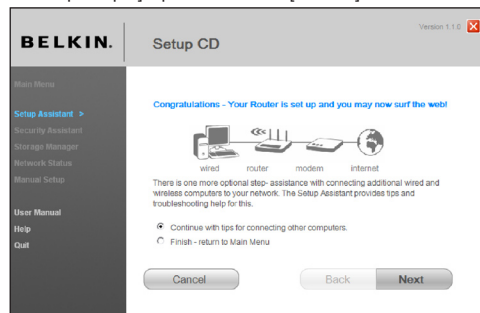 BELKIN.
Setup CD
Version 1.1.6
Main Menu
Setup Assistant >
Security Assistant
Storage Manager
Network Status
Manual Setup
User Manual
Help
Quit
Congratulations - Your Router is set up and you may now surf the web!
wired router modem internet
There is one more optional step- assistance with connecting additional wired and
wireless computers to your network. The Setup Assistant provides tips and
troubleshooting help for this.
Continue with tips for connecting other computers.
Finish - return to Main Menu
Cancel
Back
Next